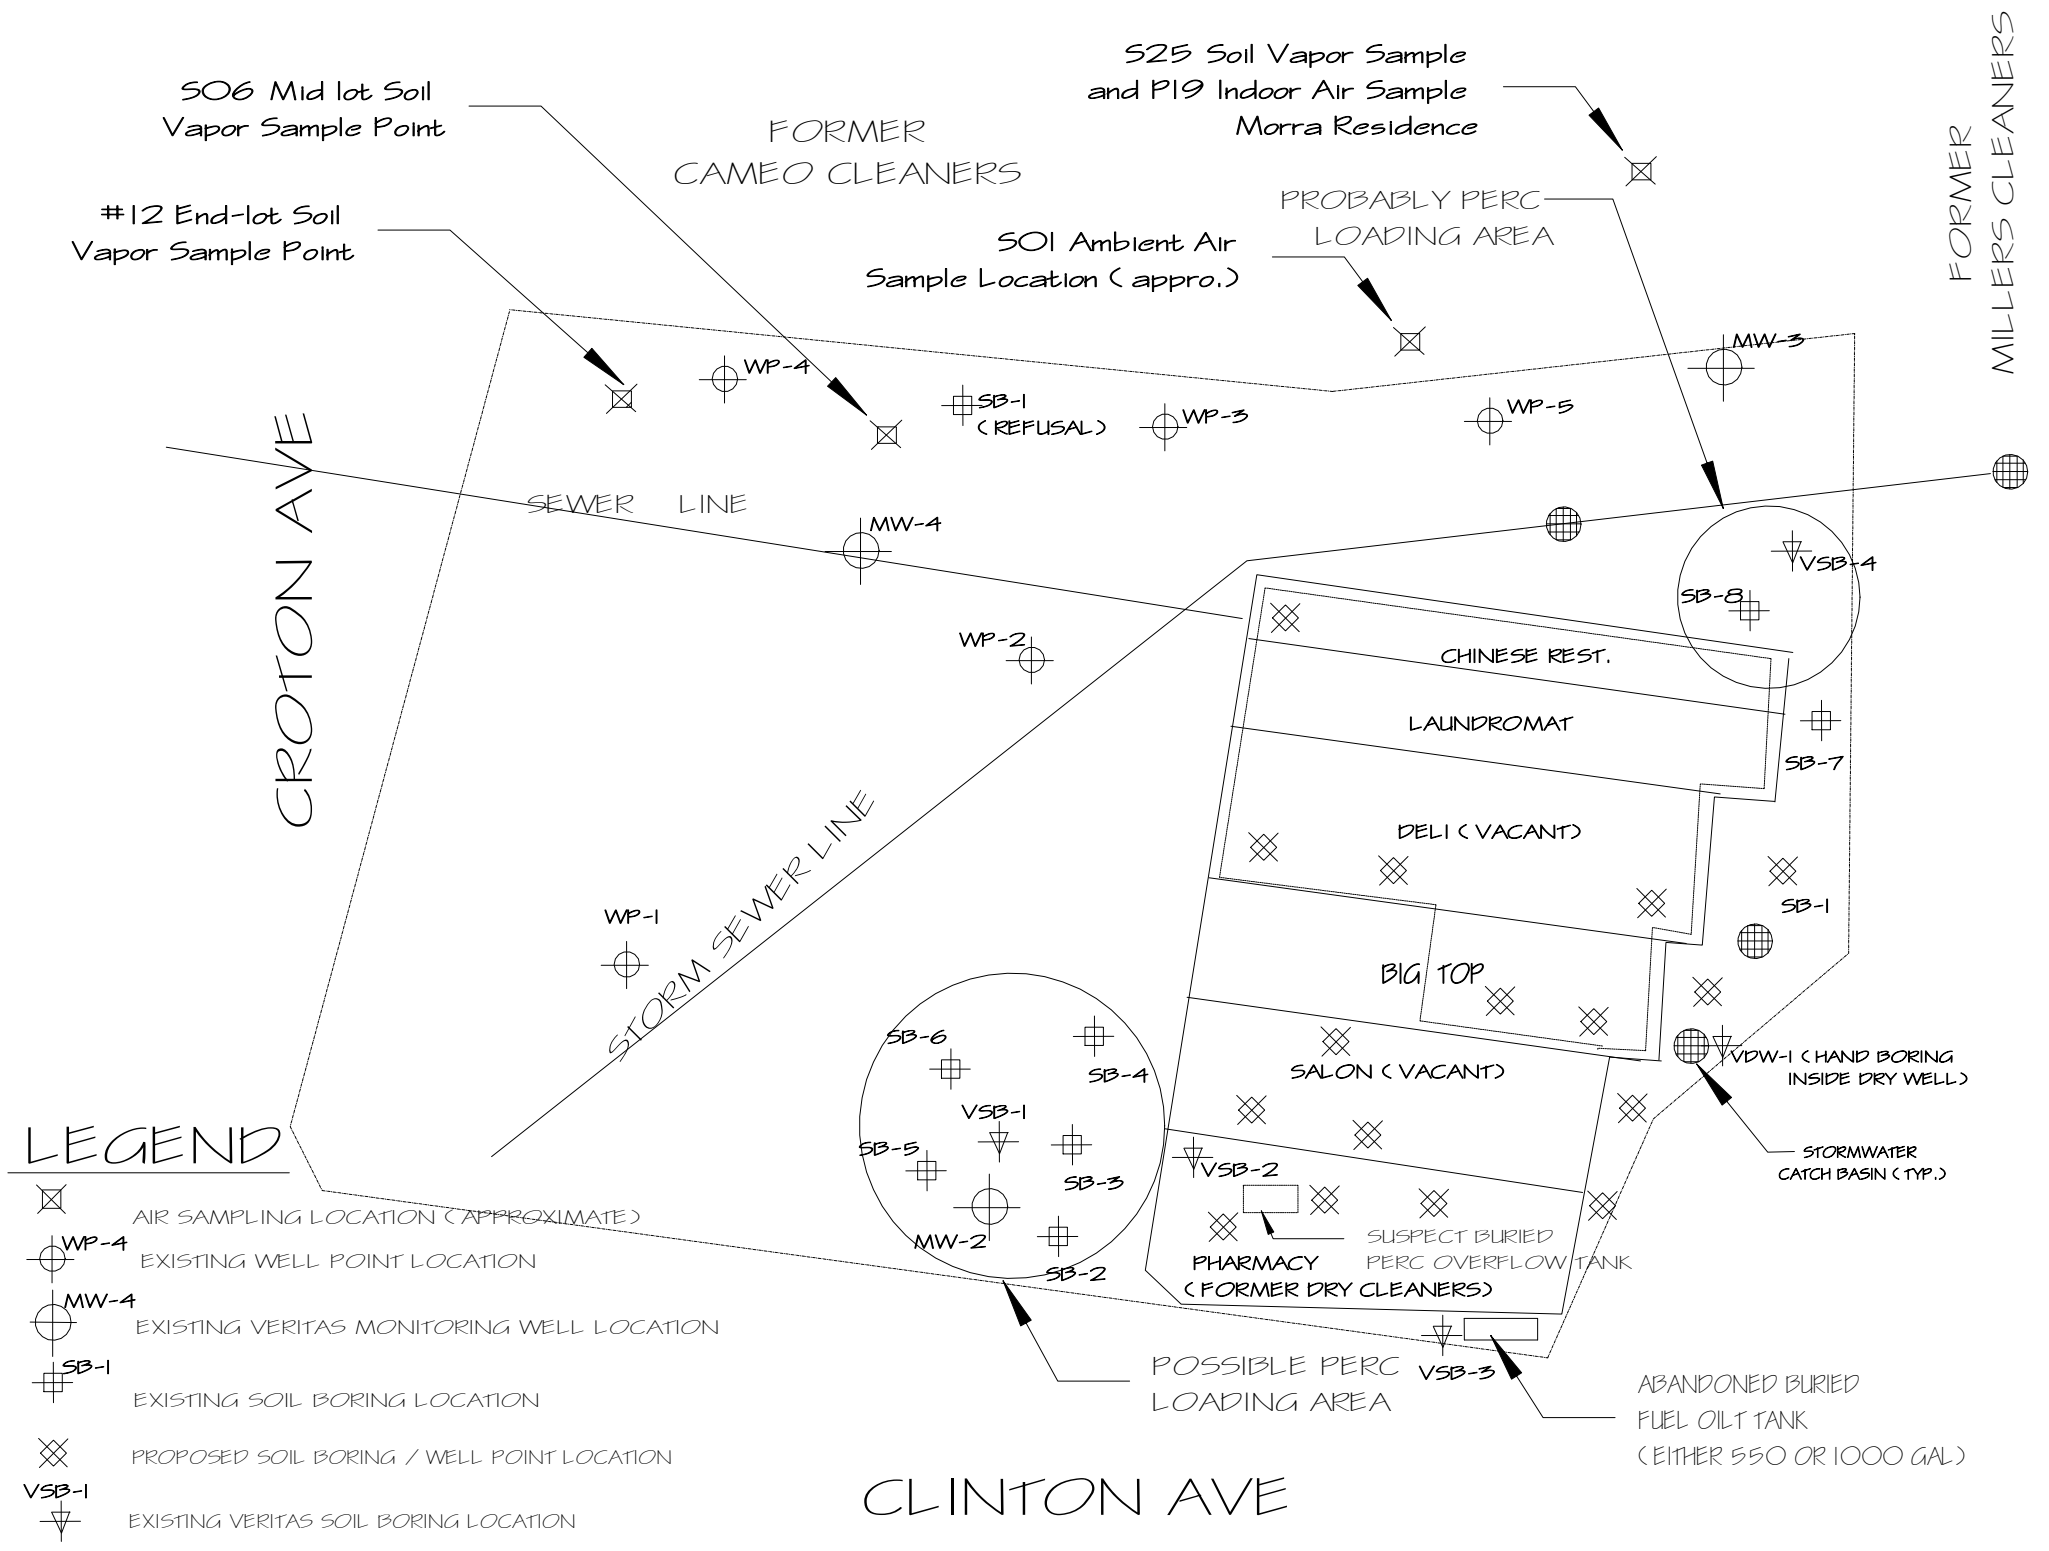 S25 Soil Vapor Sample
and P19 Indoor Air Sample
Morra Residence
S06 Mid lot Soil
Vapor Sample Point
FORMER
CAMEO CLEANERS
FORMER
MILLERS CLEANERS
#12 End-lot Soil
Vapor Sample Point
PROBABLY PERC
LOADING AREA
S01 Ambient Air
Sample Location (appro.)
MW-3
WP-4
SB-1
(REFUSAL)
WP-3
WP-5
CROTON AVE
SEWER LINE
MW-4
VSB-4
SB-8
WP-2
CHINESE REST.
LAUNDROMAT
SB-7
DELI (VACANT)
STORM SEWER LINE
SB-1
WP-1
BIG TOP
SB-6
SB-4
SALON (VACANT)
VDW-1 (HAND BORING
INSIDE DRY WELL)
VSB-1
SB-5
SB-3
VSB-2
STORMWATER
CATCH BASIN (TYP.)
MW-2
SB-2
SUSPECT BURIED
PERC OVERFLOW TANK
PHARMACY
(FORMER DRY CLEANERS)
POSSIBLE PERC
LOADING AREA
VSB-3
ABANDONED BURIED
FUEL OILT TANK
(EITHER 550 OR 1000 GAL)
CLINTON AVE
LEGEND
AIR SAMPLING LOCATION (APPROXIMATE)
WP-4
EXISTING WELL POINT LOCATION
MW-4
EXISTING VERITAS MONITORING WELL LOCATION
SB-1
EXISTING SOIL BORING LOCATION
PROPOSED SOIL BORING / WELL POINT LOCATION
VSB-1
EXISTING VERITAS SOIL BORING LOCATION